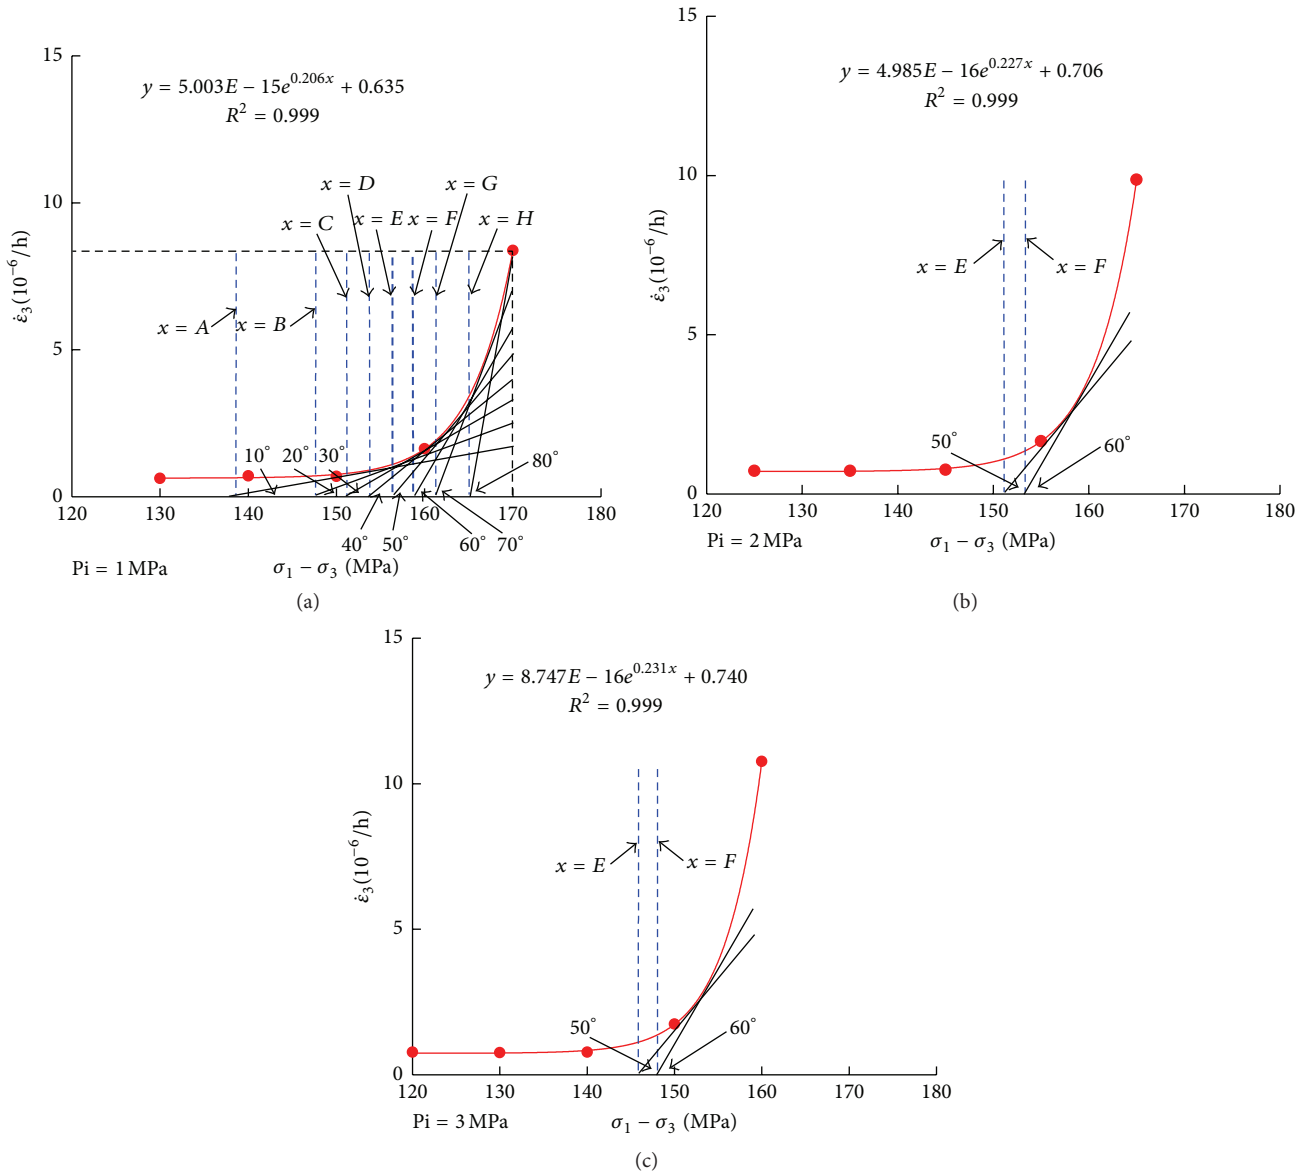 15
y = 5.003E − 15e^{0.206x} + 0.635
R² = 0.999
10
x = D
x = G
x = C
x = E
x = F
x = H
ε̇₃(10⁻⁶/h)
x = A
x = B
5
10°
20°
30°
80°
0
120
130
140
150
160
170
180
40°
50°
60°
70°
Pi = 1 MPa
σ₁ − σ₃ (MPa)
(a)
15
y = 4.985E − 16e^{0.227x} + 0.706
R² = 0.999
10
ε̇₃(10⁻⁶/h)
x = E
x = F
5
50°
60°
0
120
130
140
150
160
170
180
Pi = 2 MPa
σ₁ − σ₃ (MPa)
(b)
15
y = 8.747E − 16e^{0.231x} + 0.740
R² = 0.999
10
ε̇₃(10⁻⁶/h)
x = E
x = F
5
50°
60°
0
120
130
140
150
160
170
180
Pi = 3 MPa
σ₁ − σ₃ (MPa)
(c)